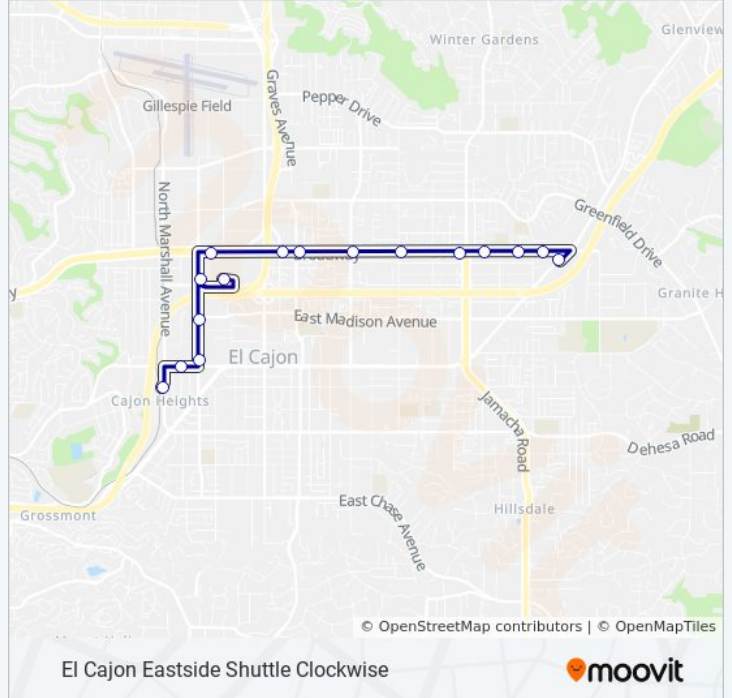 Winter Gardens
Glenview
Gillespie Field
Pepper Drive
Graves Avenue
North Marshall Avenue
Greenfield Drive
Broadway
y
Granite H
East Madison Avenue
El Cajon
Cajon Heights
Jamacha Road
Dehesa Road
East Chase Avenue
Hillsdale
Grossmont
© OpenStreetMap contributors | © OpenMapTiles
El Cajon Eastside Shuttle Clockwise
moovit